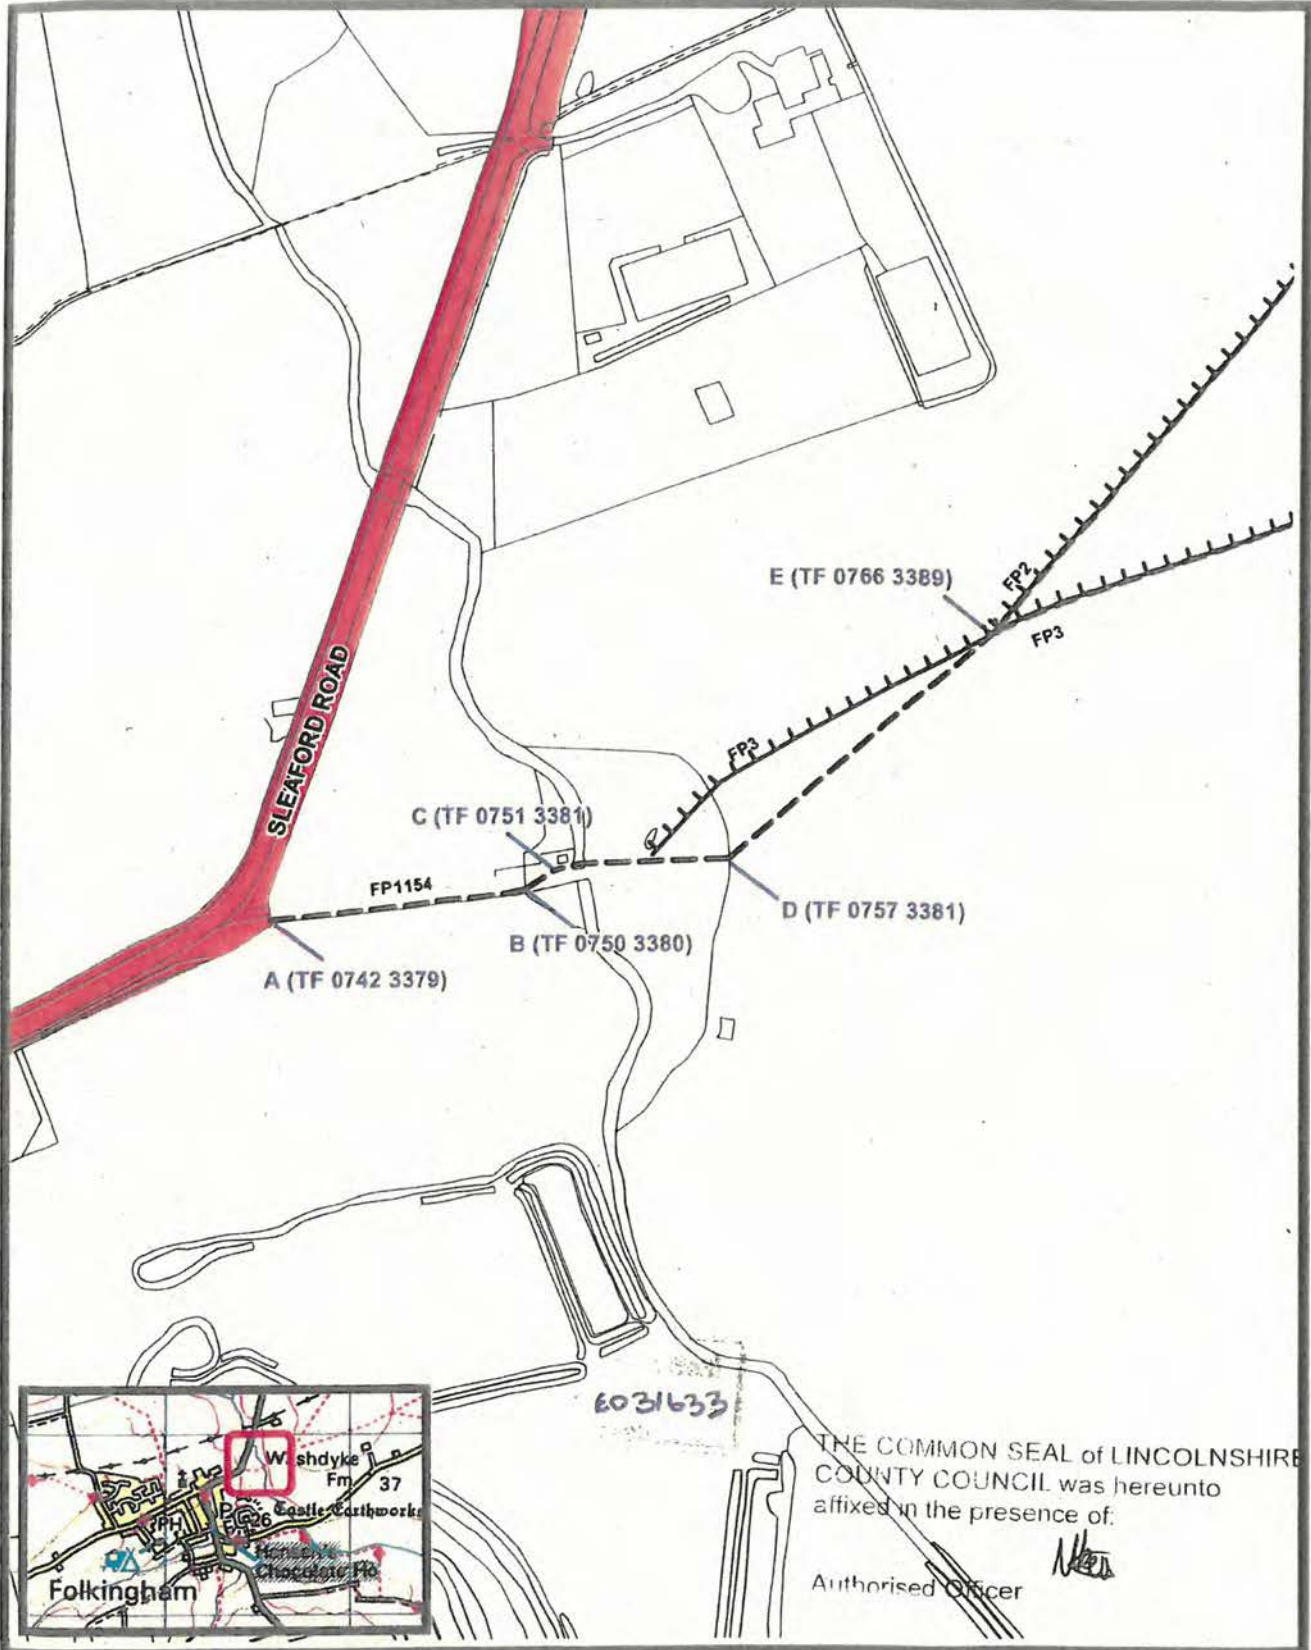 E (TF 0766 3389)
FP2
FP3
SLEAFORD ROAD
FP3
C (TF 0751 3381)
FP1154
D (TF 0757 3381)
B (TF 0750 3380)
A (TF 0742 3379)
E031633
THE COMMON SEAL of LINCOLNSHIRE
COUNTY COUNCIL was hereunto
affixed in the presence of:
Authorised Officer
W shdyke
Fm
37
PH
26
Castle Earthworks
Chocolate Ho
Folkingham